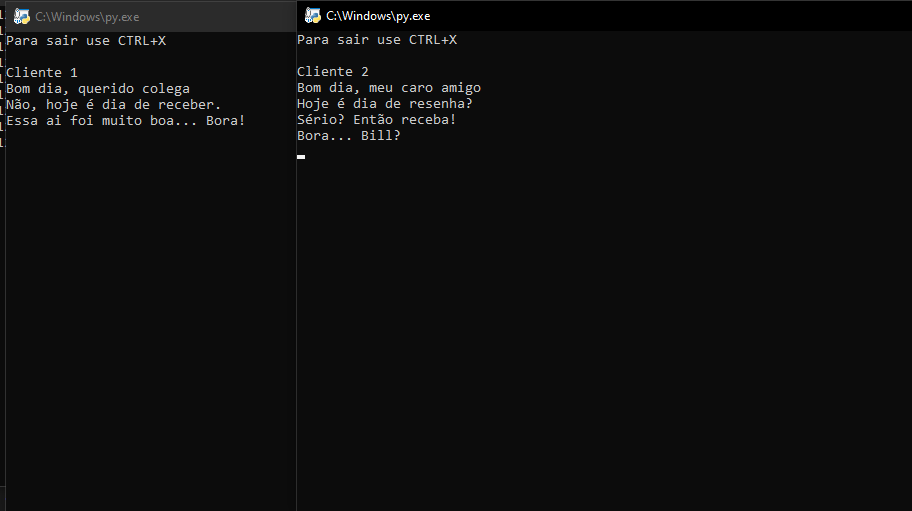 C:\Windows\py.exe
Para sair use CTRL+X
Cliente 1
Bom dia, querido colega
Não, hoje é dia de receber.
Essa ai foi muito boa... Bora!
C:\Windows\py.exe
Para sair use CTRL+X
Cliente 2
Bom dia, meu caro amigo
Hoje é dia de resenha?
Sério? Então receba!
Bora... Bill?